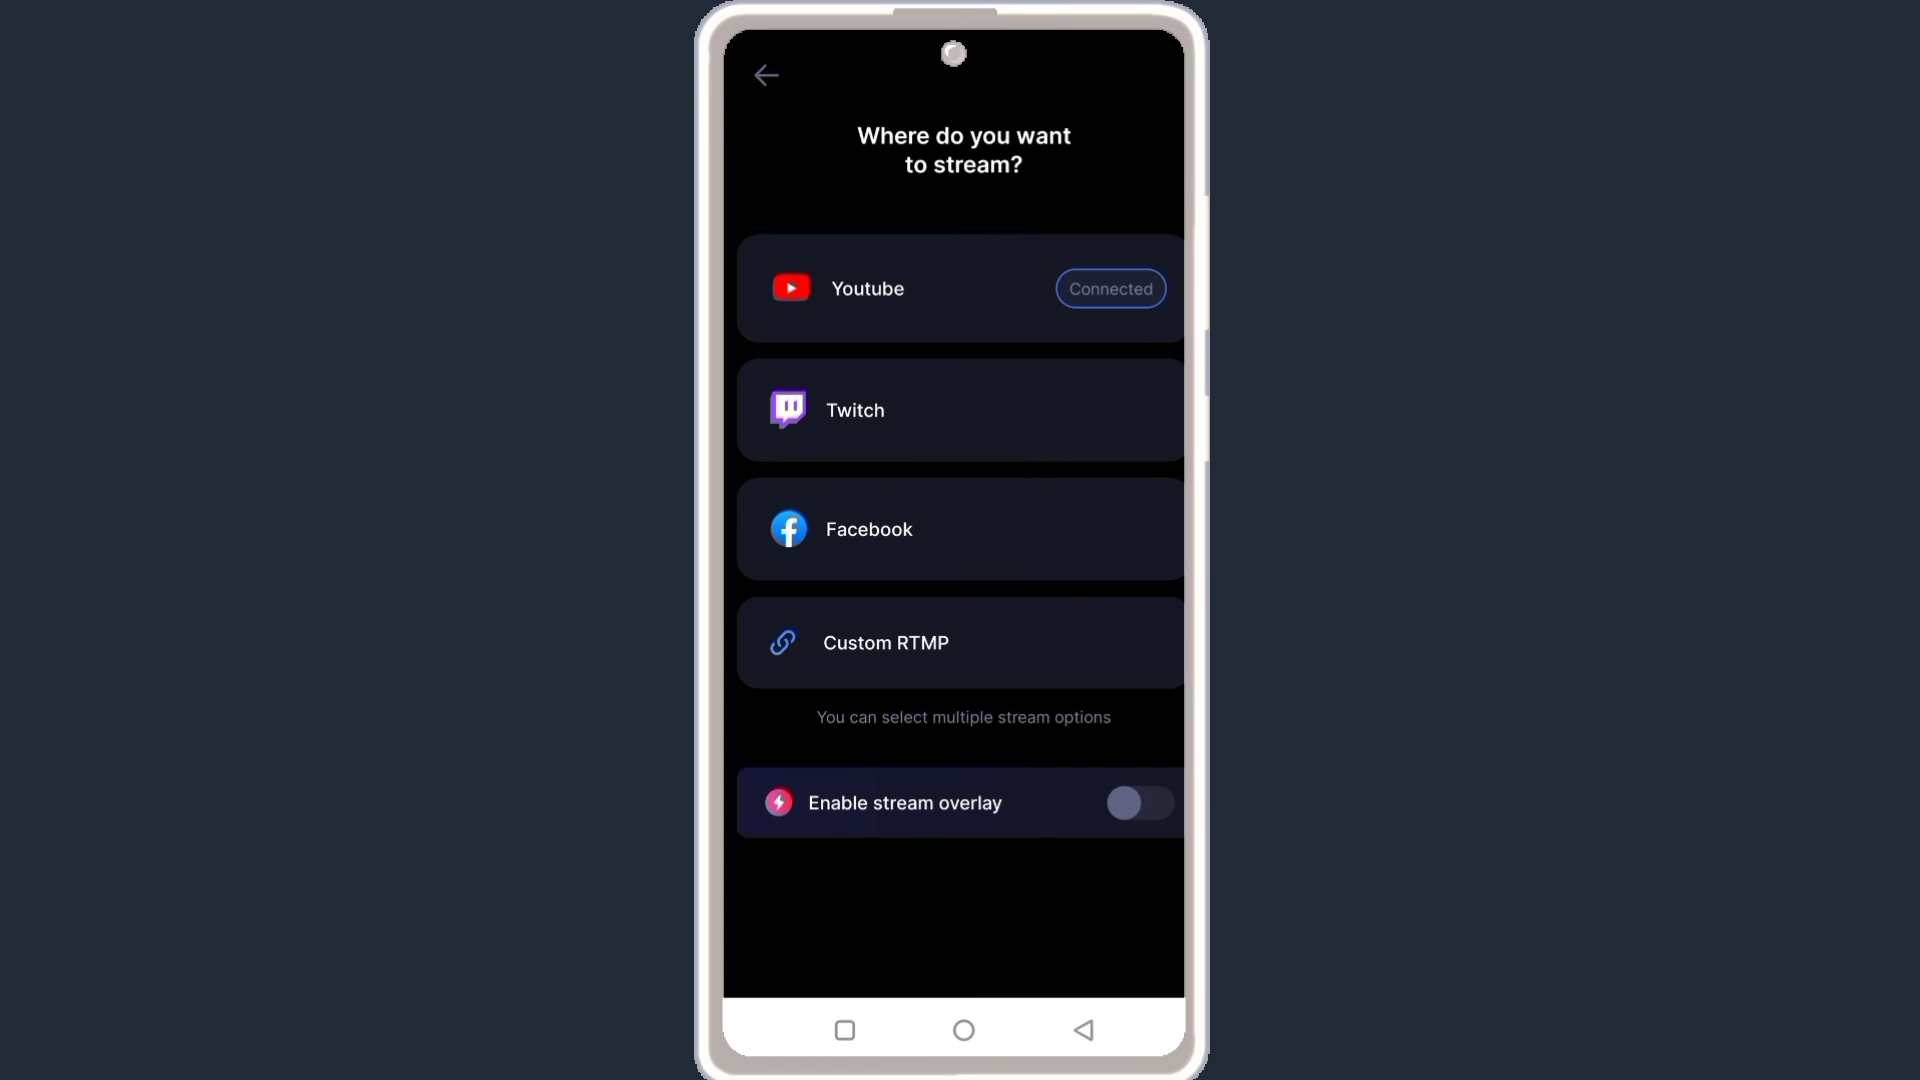 Where do you want
to stream?
Youtube
Connected
Twitch
Facebook
Custom RTMP
You can select multiple stream options
Enable stream overlay